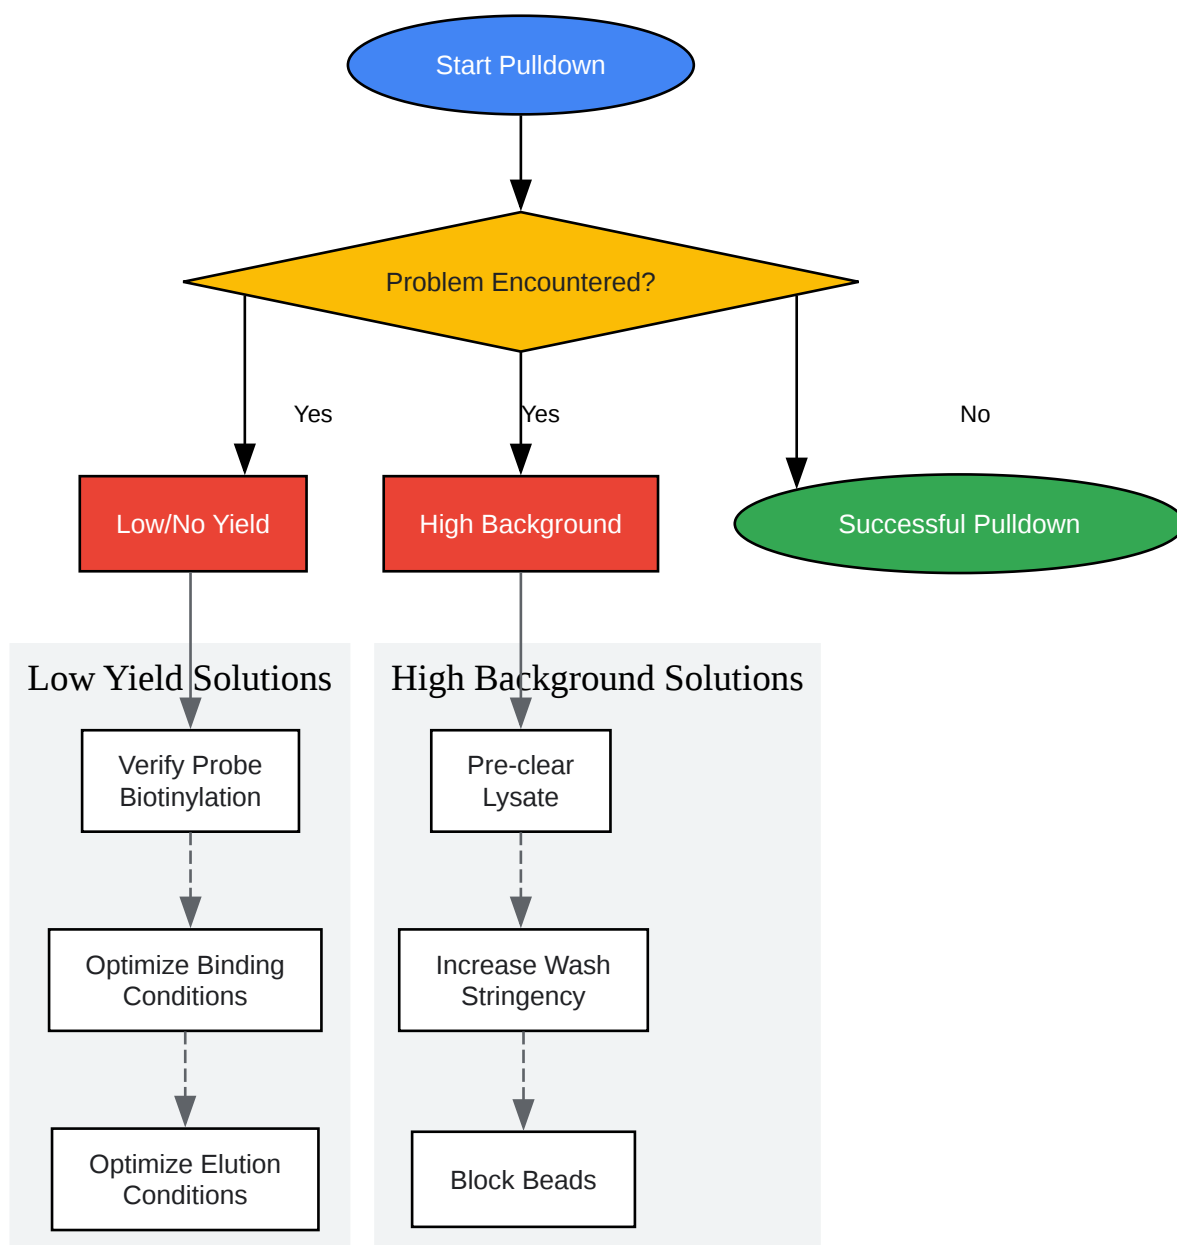 Start Pulldown
Problem Encountered?
Yes
Yes
No
Low/No Yield
High Background
Successful Pulldown
Low Yield Solutions
High Background Solutions
Verify Probe
Biotinylation
Pre-clear
Lysate
Optimize Binding
Conditions
Increase Wash
Stringency
Optimize Elution
Conditions
Block Beads